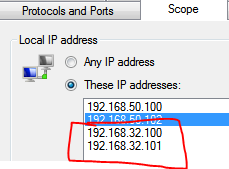 Protocols and Ports
Scope
Local IP address
Any IP address
These IP addresses:
192.168.50.100
192.168.50.102
192.168.32.100
192.168.32.101